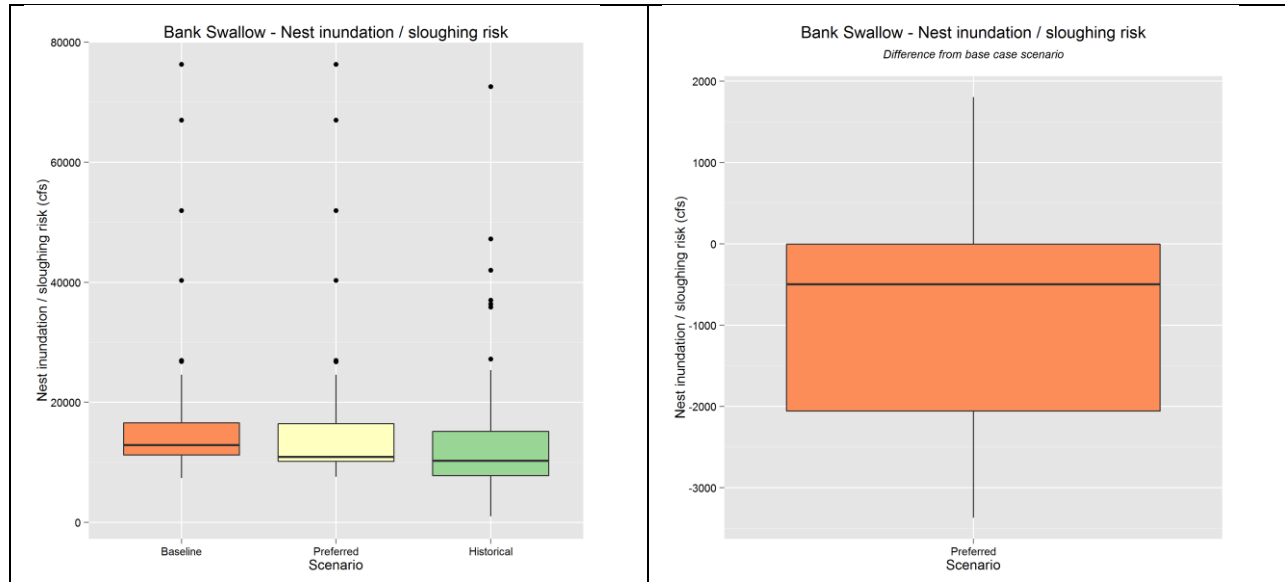 Bank Swallow - Nest inundation / sloughing risk
80000
60000
40000
20000
0
Nest inundation / sloughing risk (cfs)
Baseline
Preferred
Historical
Scenario
Bank Swallow - Nest inundation / sloughing risk
Difference from base case scenario
2000
1000
0
-1000
-2000
-3000
Nest inundation / sloughing risk (cfs)
Preferred
Scenario